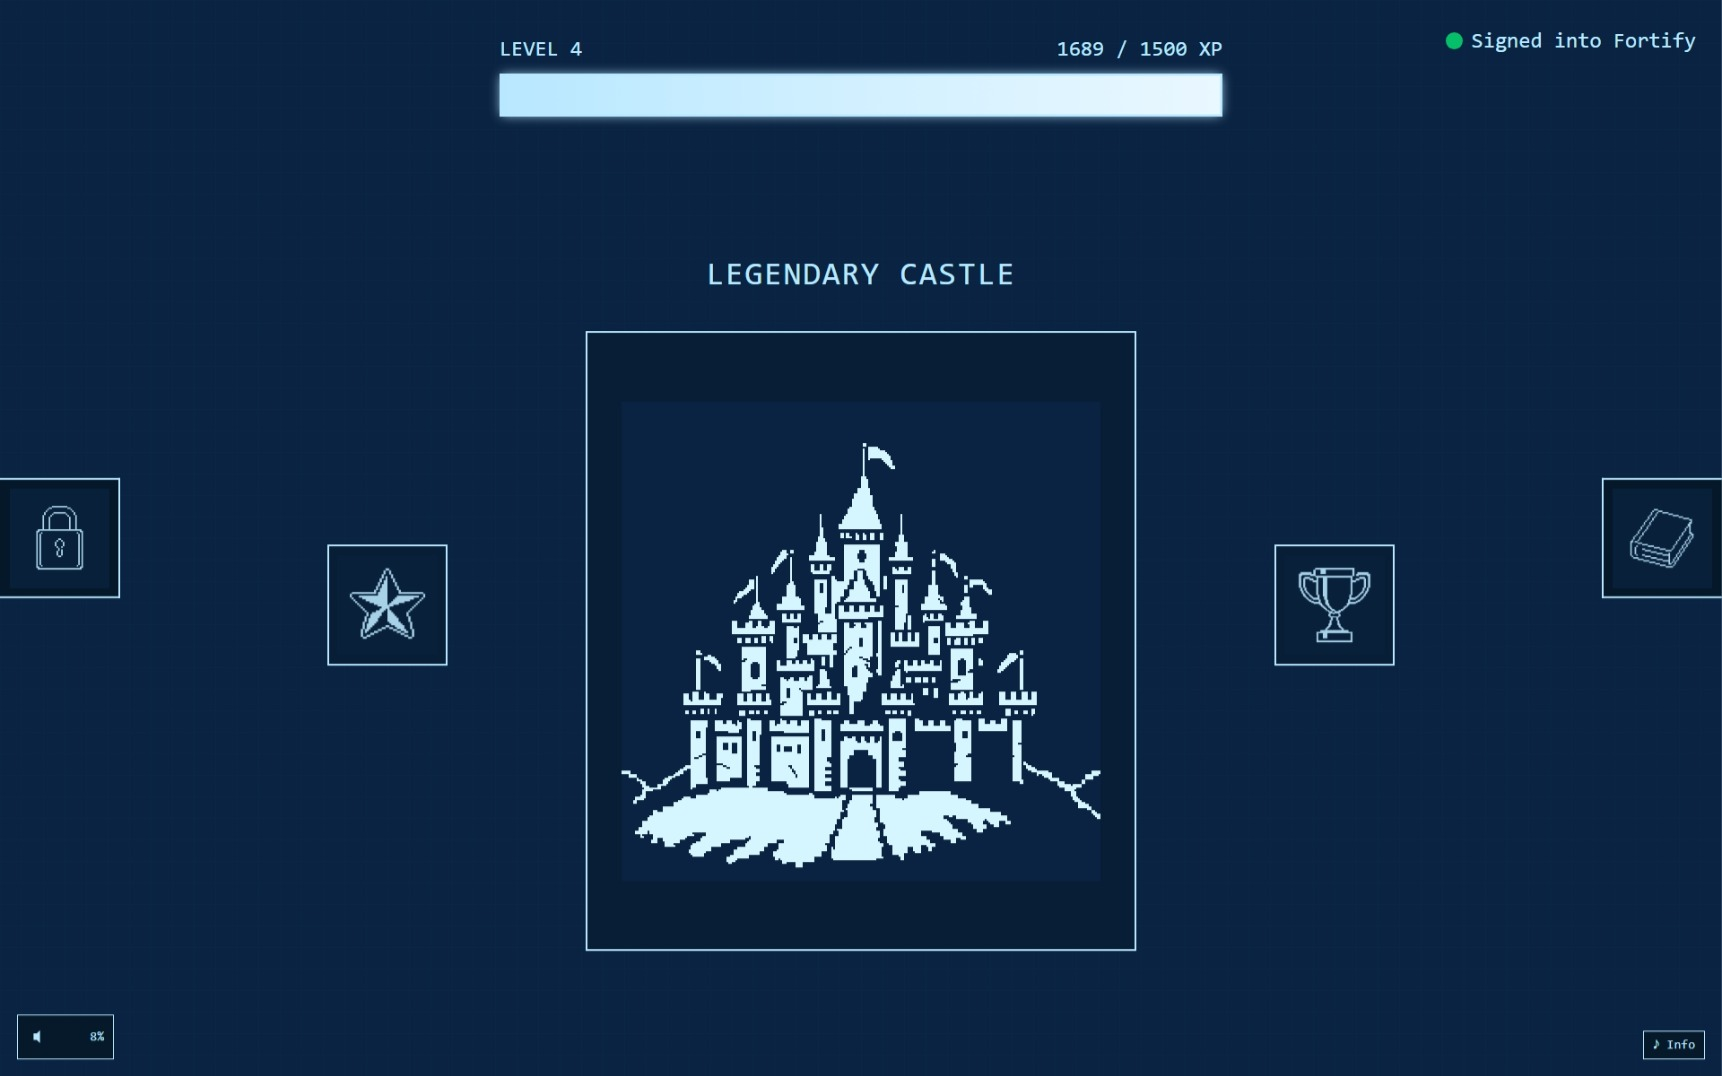 LEVEL 4
1689 / 1500 XP
Signed into Fortify
LEGENDARY CASTLE
8%
♪ Info